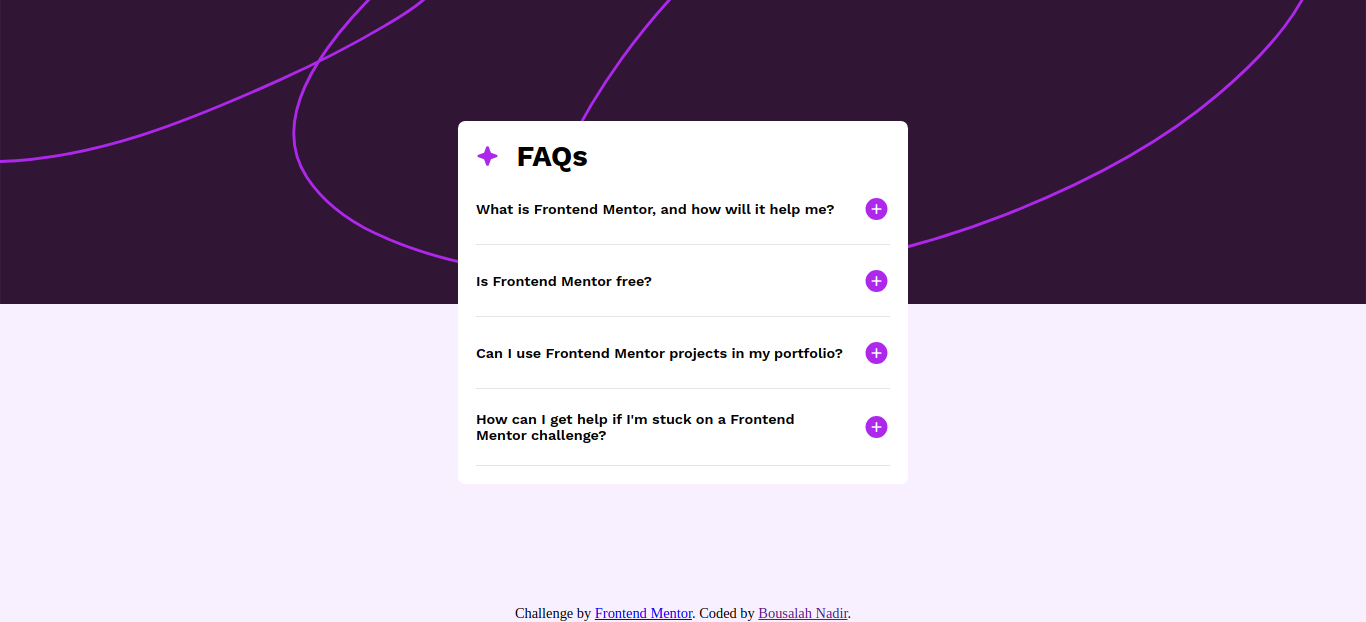 FAQs
What is Frontend Mentor, and how will it help me?
Is Frontend Mentor free?
Can I use Frontend Mentor projects in my portfolio?
How can I get help if I'm stuck on a Frontend
Mentor challenge?
Challenge by Frontend Mentor. Coded by Bousalah Nadir.